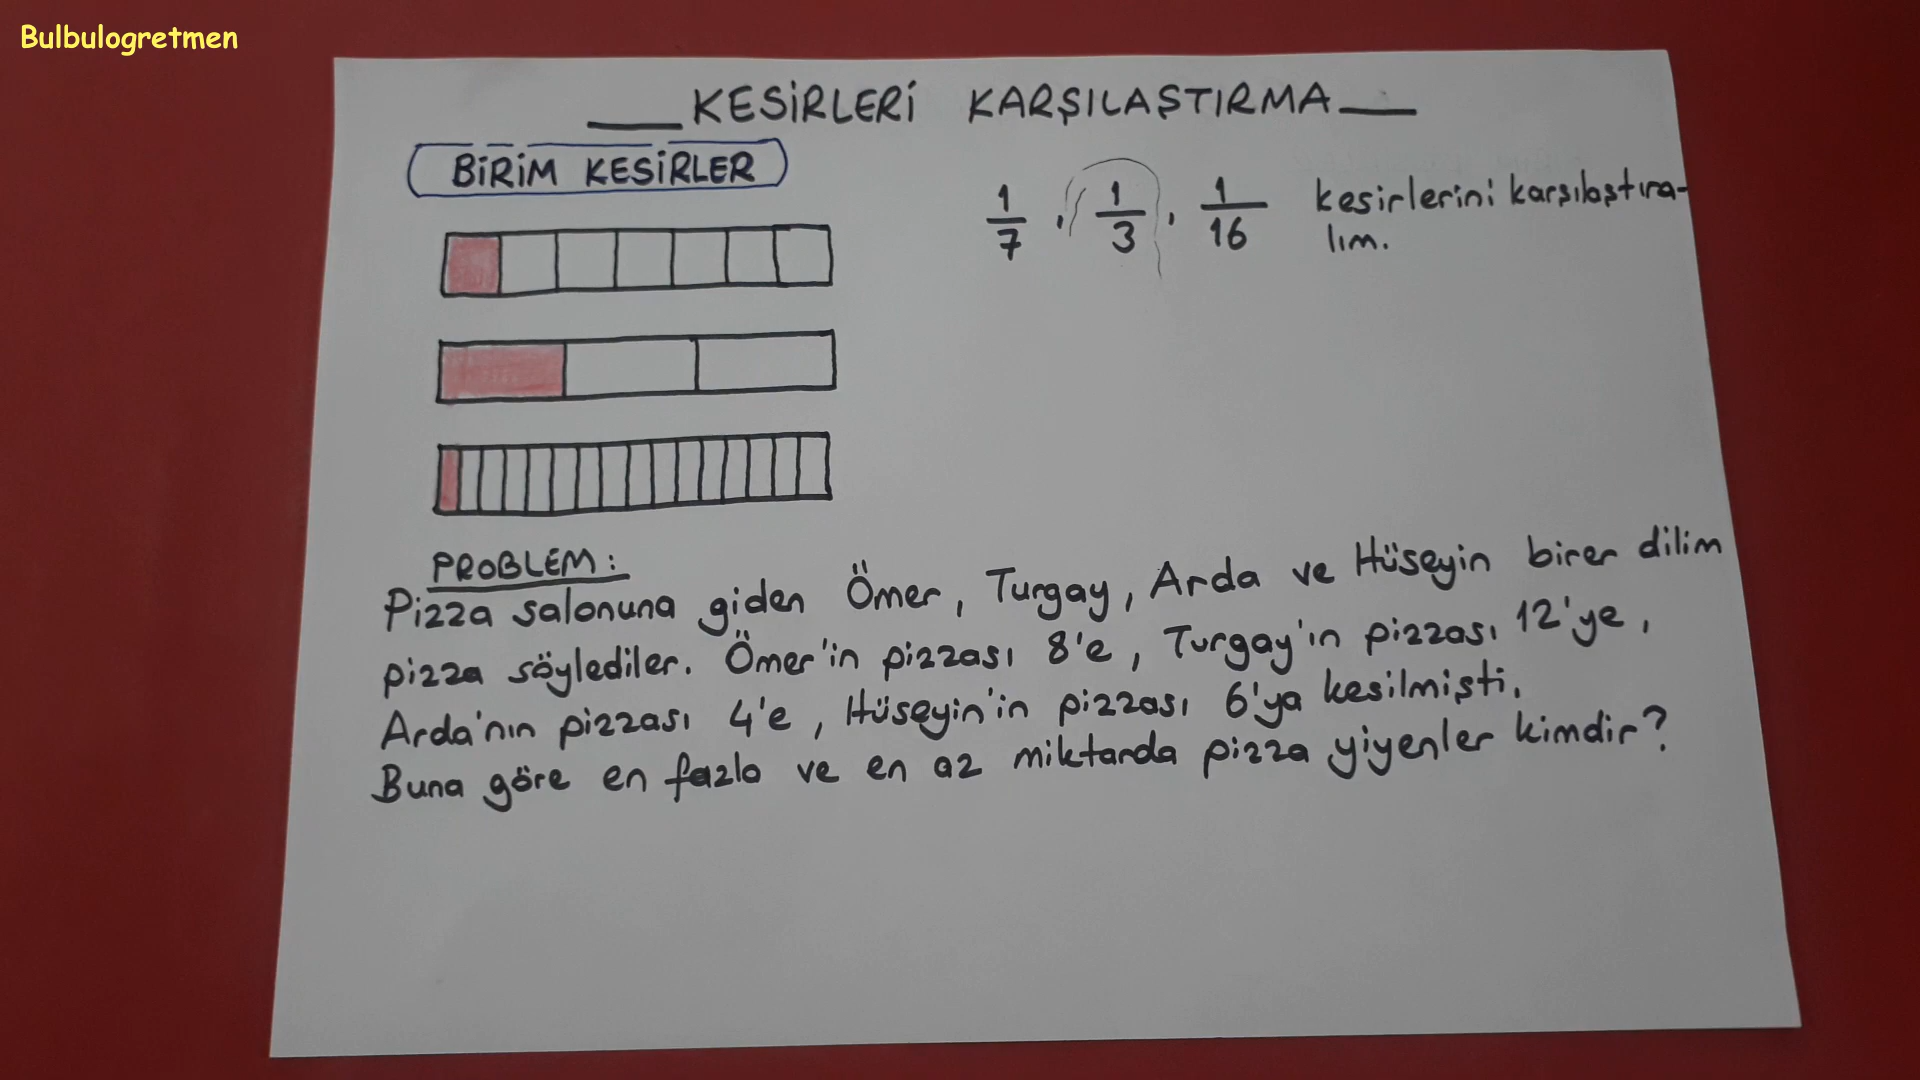 Bulbulogretmen
KESİRLERİ KARŞILAŞTIRMA
BİRİM KESİRLER
1/7, 1/3, 1/16 kesirlerini karşılaştıra-
lım.
PROBLEM:
Pizza salonuna giden Ömer, Turgay, Arda ve Hüseyin birer dilim
pizza söylediler. Ömer'in pizzası 8'e, Turgay'ın pizzası 12'ye,
Arda'nın pizzası 4'e, Hüseyin'in pizzası 6'ya kesilmişti.
Buna göre en fazla ve en az miktarda pizza yiyenler kimdir?